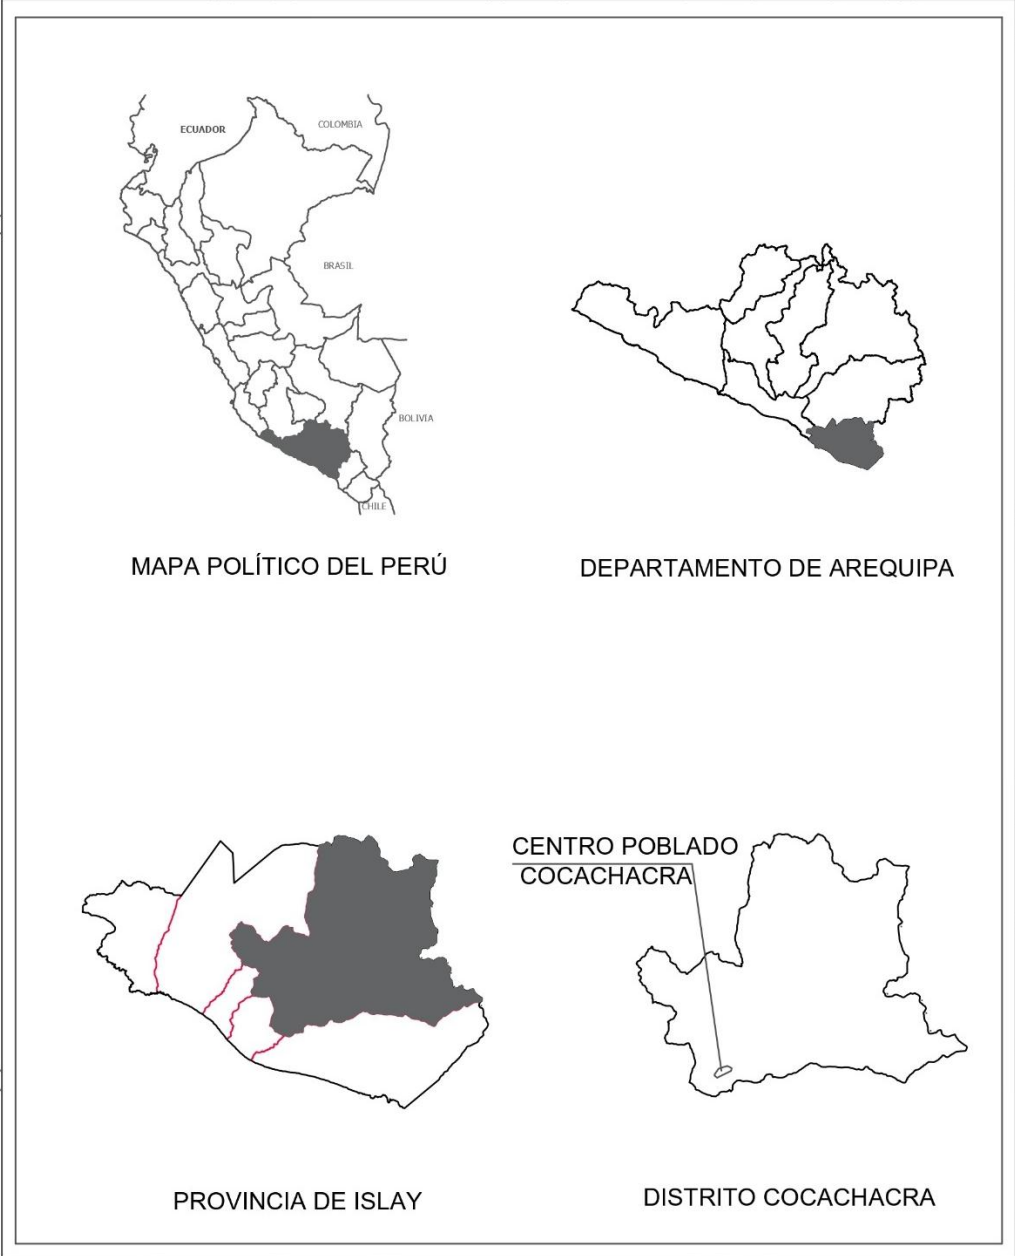 ECUADOR
COLOMBIA
BRASIL
BOLIVIA
CHILE
MAPA POLÍTICO DEL PERÚ
DEPARTAMENTO DE AREQUIPA
CENTRO POBLADO
COCACHACRA
PROVINCIA DE ISLAY
DISTRITO COCACHACRA